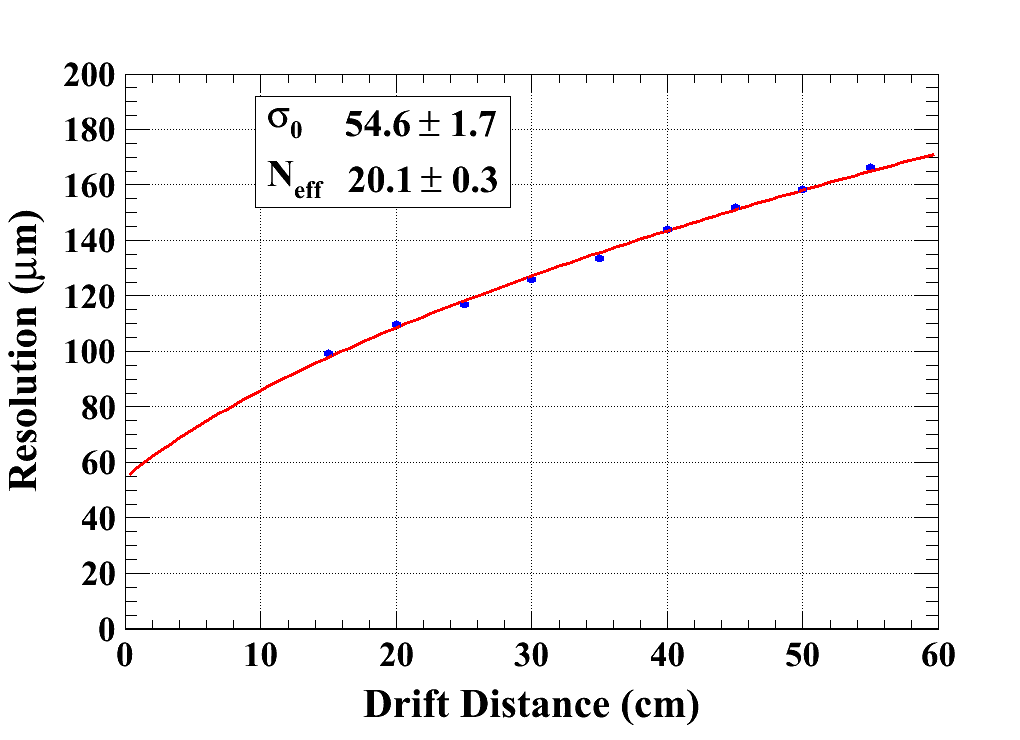 200
180
160
140
120
100
80
60
40
20
0
σ₀ 54.6 ± 1.7
N_eff 20.1 ± 0.3
Resolution (μm)
0 10 20 30 40 50 60
Drift Distance (cm)